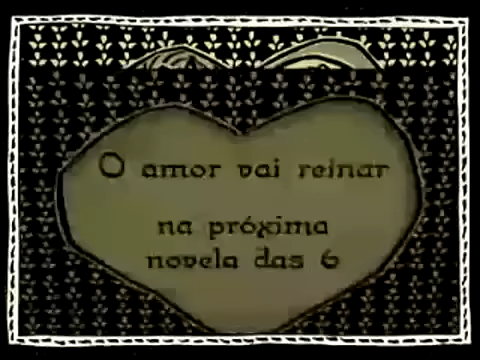 O amor vai reinar
na próxima
novela das 6